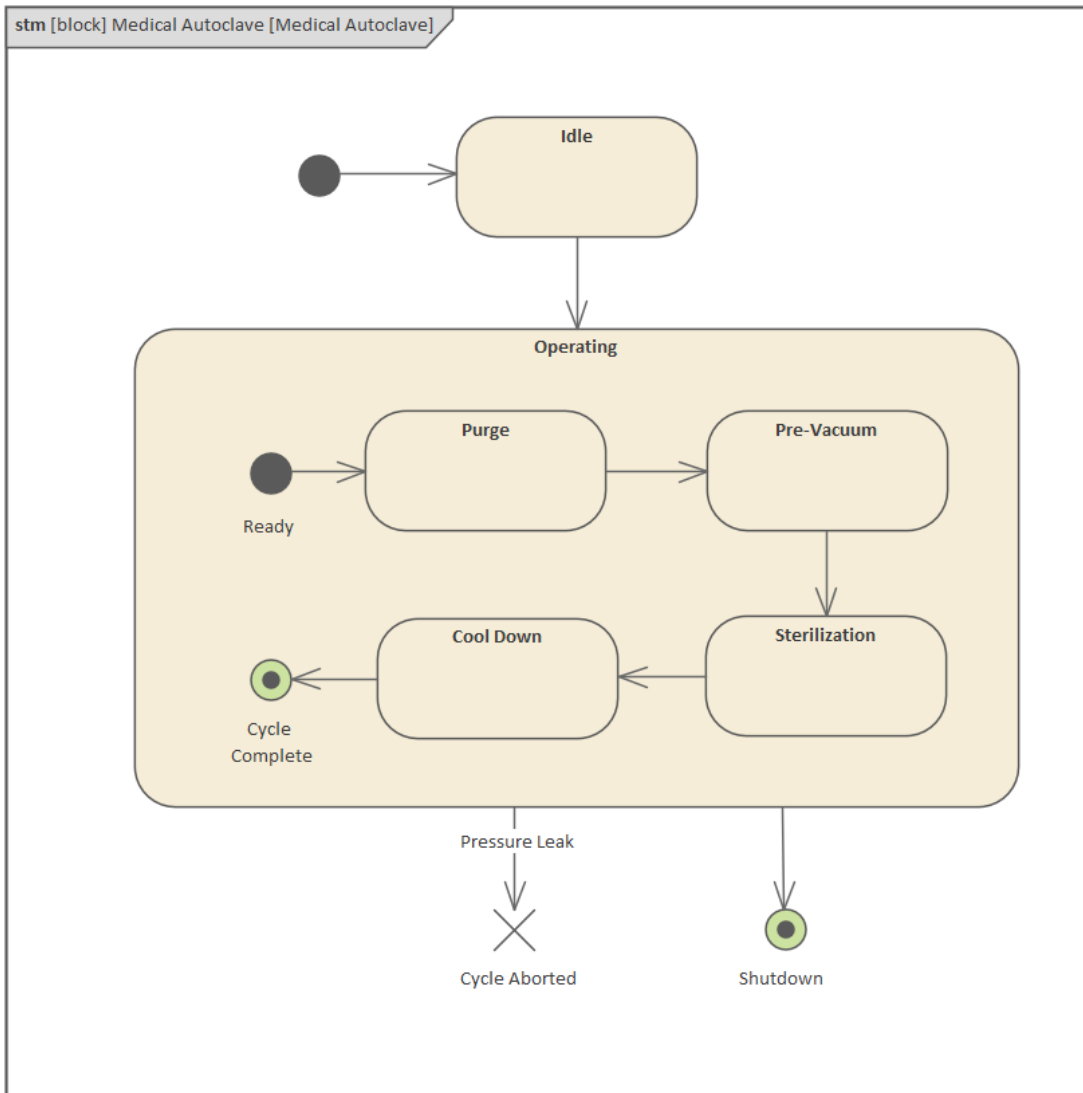 stm [block] Medical Autoclave [Medical Autoclave]
Idle
Operating
Purge
Pre-Vacuum
Ready
Cool Down
Sterilization
Cycle
Complete
Pressure Leak
Cycle Aborted
Shutdown